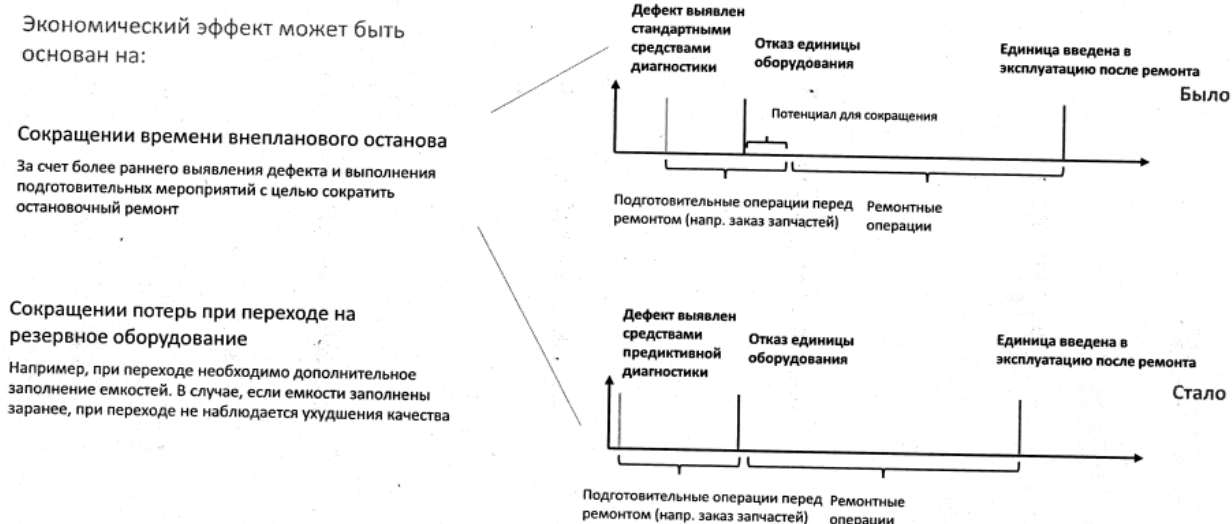 Экономический эффект может быть
основан на:
Сокращении времени внепланового останова
За счет более раннего выявления дефекта и выполнения
подготовительных мероприятий с целью сократить
остановочный ремонт
Сокращении потерь при переходе на
резервное оборудование
Например, при переходе необходимо дополнительное
заполнение емкостей. В случае, если емкости заполнены
заранее, при переходе не наблюдается ухудшения качества
Дефект выявлен
стандартными
средствами
диагностики
Отказ единицы
оборудования
Единица введена в
эксплуатацию после ремонта
Было
Потенциал для сокращения
Подготовительные операции перед
ремонтом (напр. заказ запчастей)
Ремонтные
операции
Дефект выявлен
средствами
предиктивной
диагностики
Отказ единицы
оборудования
Единица введена в
эксплуатацию после ремонта
Стало
Подготовительные операции перед
ремонтом (напр. заказ запчастей)
Ремонтные
операции